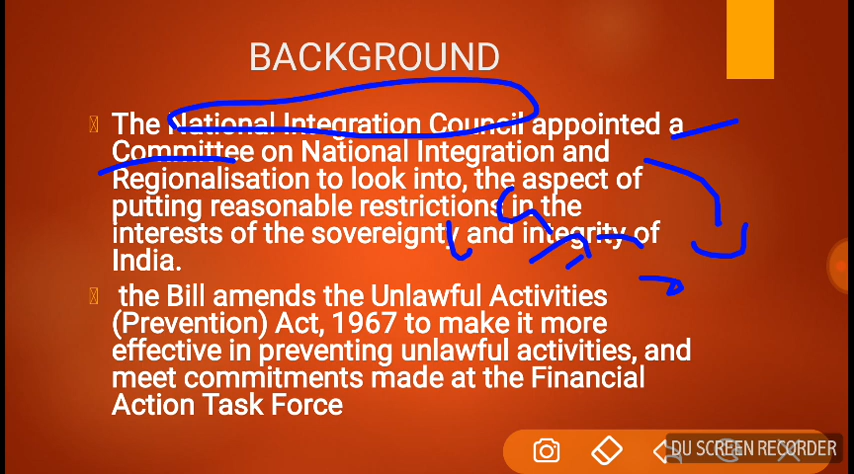 BACKGROUND
The National Integration Council appointed a
Committee on National Integration and
Regionalisation to look into, the aspect of
putting reasonable restrictions in the
interests of the sovereignty and integrity of
India.
the Bill amends the Unlawful Activities
(Prevention) Act, 1967 to make it more
effective in preventing unlawful activities, and
meet commitments made at the Financial
Action Task Force
DU SCREEN RECORDER